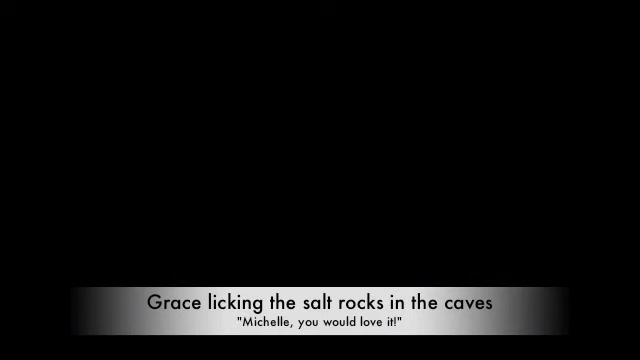 Grace licking the salt rocks in the caves
"Michelle, you would love it!"